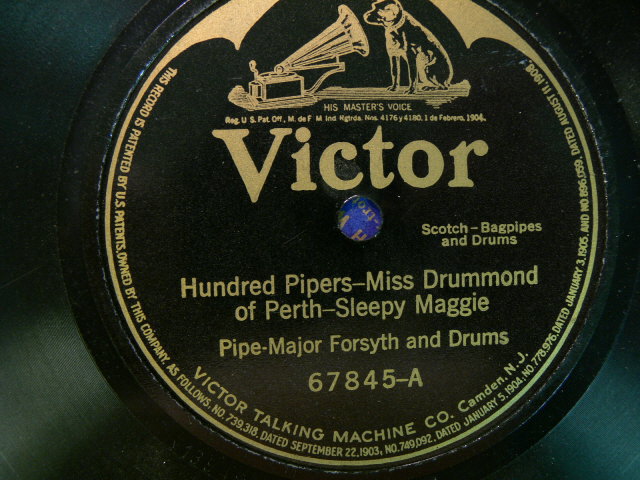 HIS MASTER'S VOICE
Reg. U.S. Pat. Off., M. de F. M. Ind. Rgtrda. Nos. 4176 y 4180, 1 de Febrero, 1904.
Victor
Scotch-Bagpipes
and Drums
Hundred Pipers-Miss Drummond
of Perth-Sleepy Maggie
Pipe-Major Forsyth and Drums
67845-A
VICTOR TALKING MACHINE CO. Camden, N.J.
THIS RECORD IS PATENTED BY U.S. PATENTS, OWNED BY THIS COMPANY, AS FOLLOWS, NO. 739,318, DATED SEPTEMBER 22, 1903, NO. 749,092, DATED JANUARY 5, 1904, NO. 778,976, DATED JANUARY 3, 1905, AND NO. 896,059, DATED AUGUST 11, 1908